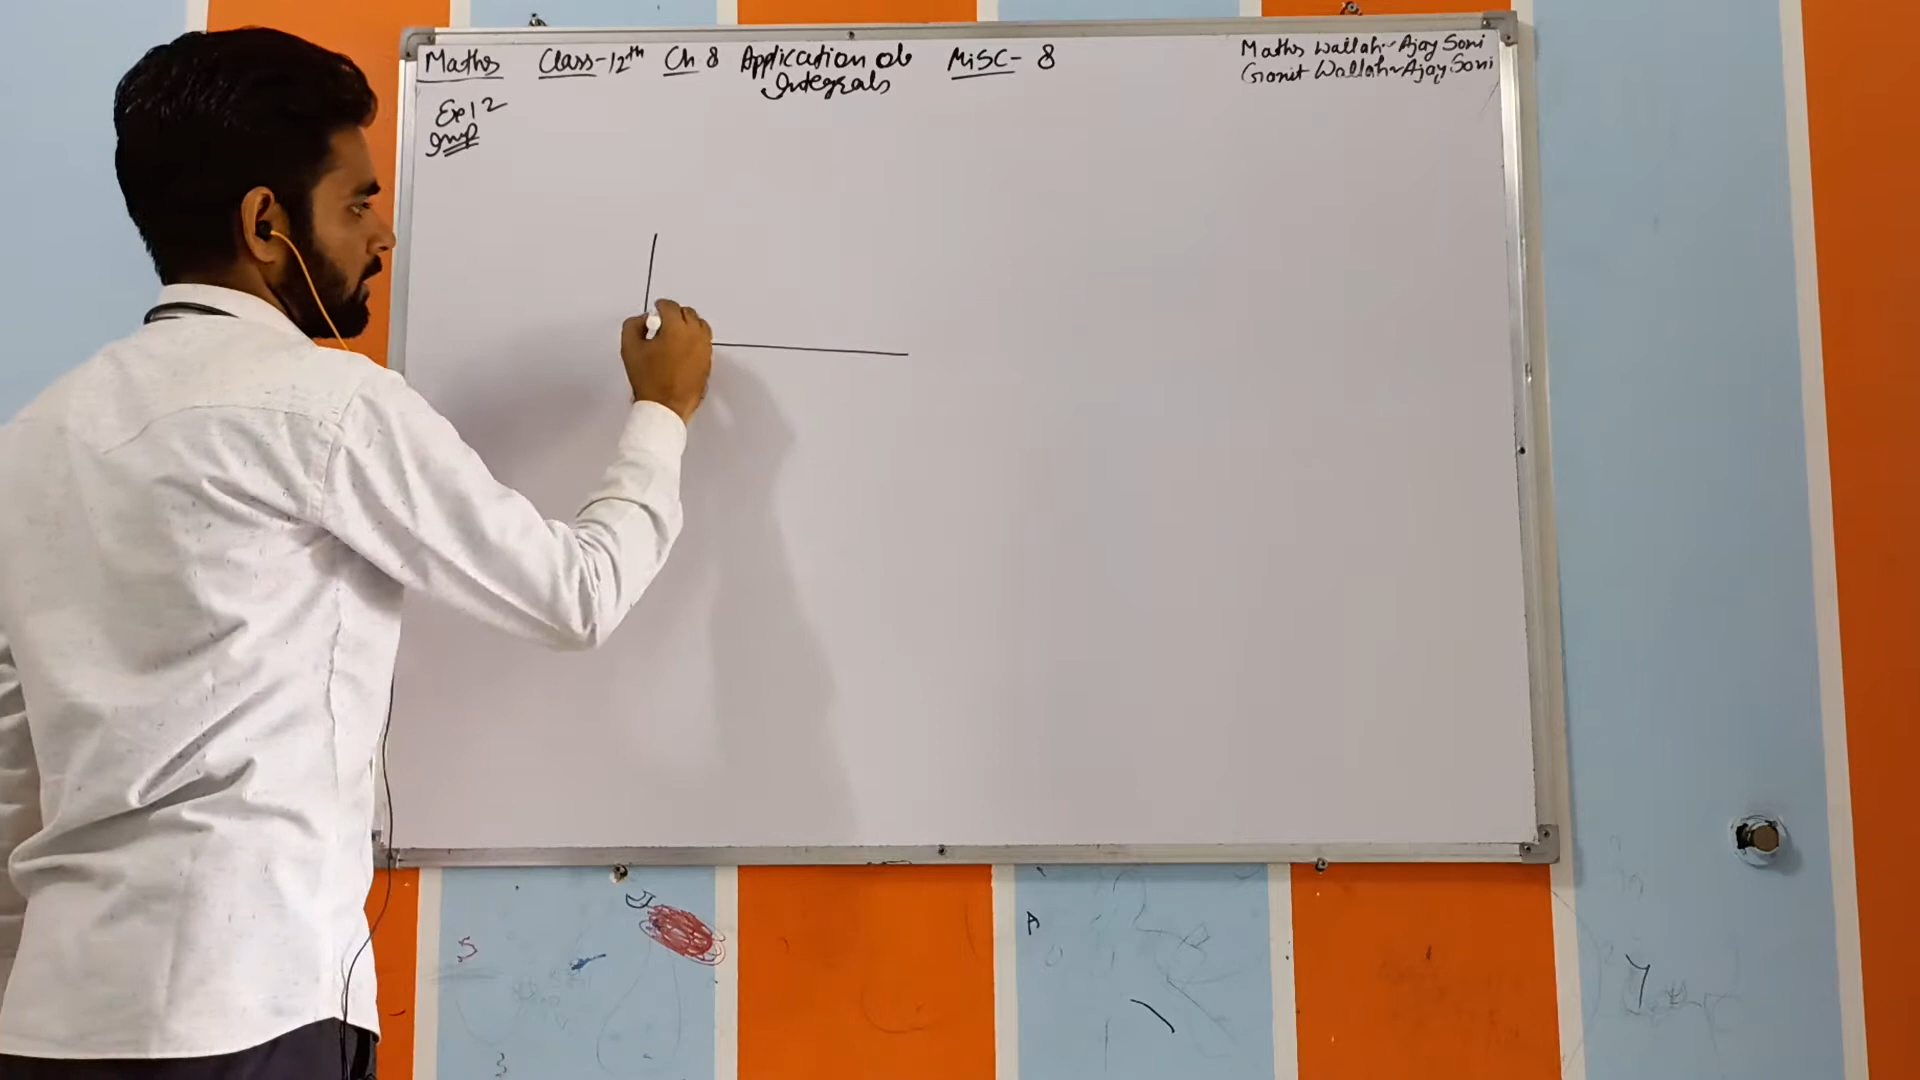 Maths Class-12th Ch 8 Application of Integrals MiSC- 8
Maths Wallah~Ajay Soni
Ganit Wallah~Ajay Soni
Ex 12
Imp
S
A
3